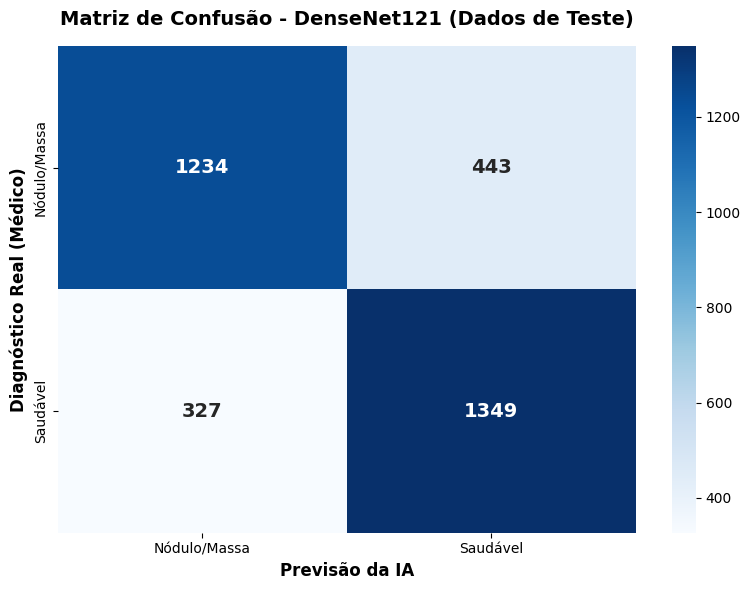 Matriz de Confusão - DenseNet121 (Dados de Teste)
Diagnóstico Real (Médico)
Nódulo/Massa
Saudável
1234
443
327
1349
Nódulo/Massa
Saudável
Previsão da IA
1200
1000
800
600
400